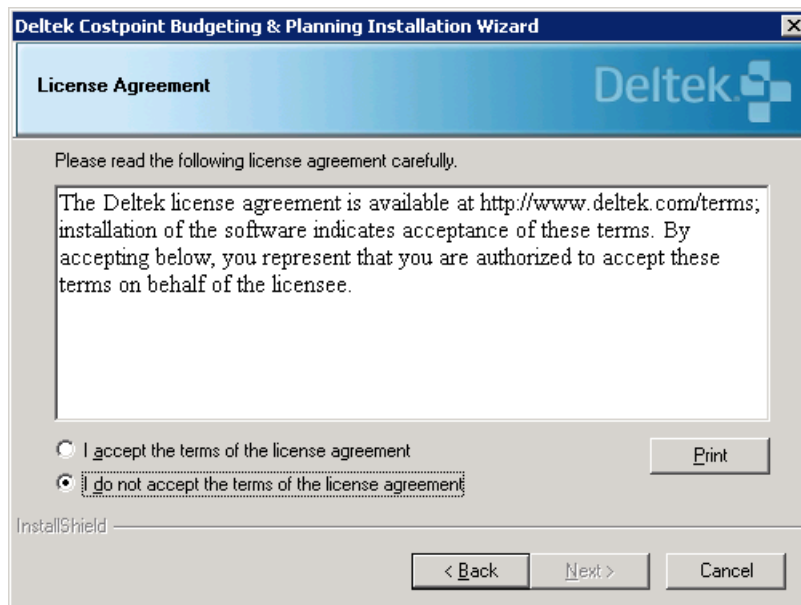 Deltek Costpoint Budgeting & Planning Installation Wizard
License Agreement
Deltek.
Please read the following license agreement carefully.
The Deltek license agreement is available at http://www.deltek.com/terms;
installation of the software indicates acceptance of these terms. By
accepting below, you represent that you are authorized to accept these
terms on behalf of the licensee.
I accept the terms of the license agreement
Print
I do not accept the terms of the license agreement
InstallShield
< Back
Next >
Cancel